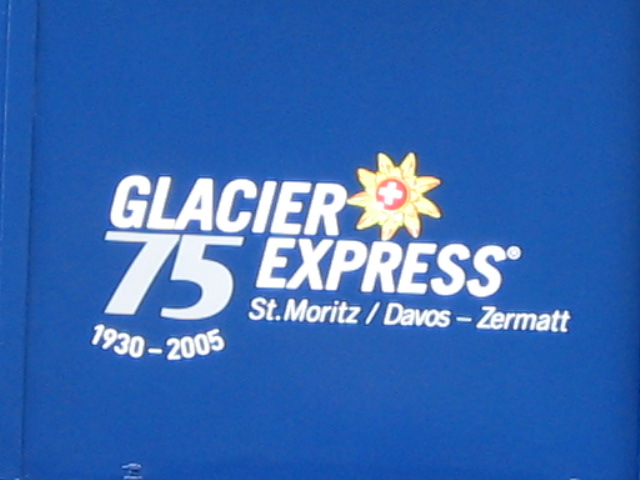 GLACIER
75 EXPRESS®
St. Moritz / Davos – Zermatt
1930 – 2005